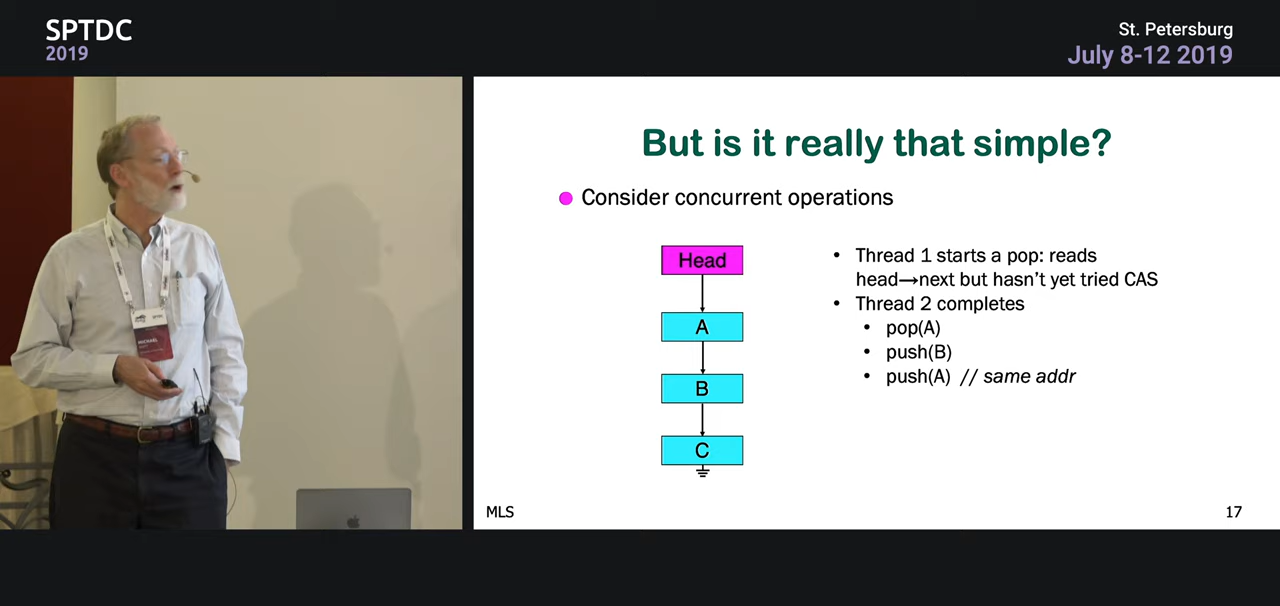 SPTDC
2019
St. Petersburg
July 8-12 2019
But is it really that simple?
Consider concurrent operations
Head
A
B
C
• Thread 1 starts a pop: reads
head→next but hasn't yet tried CAS
• Thread 2 completes
• pop(A)
• push(B)
• push(A) // same addr
MICHAEL
MLS
17